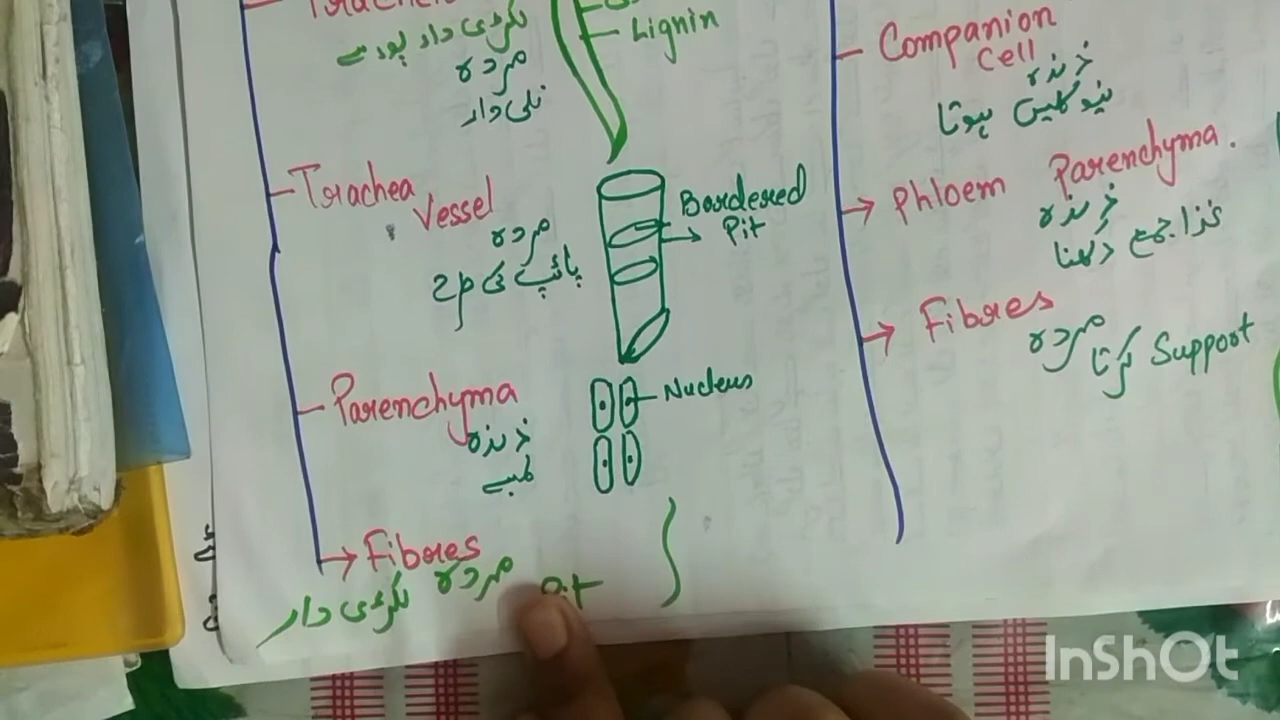 لکڑی دار پودے
مردہ
نلی دار
Lignin
Trachea
Vessel
مردہ
پائپ کی
Bordered
Pit
Parenchyma
زندہ
لمبے
Nucleus
Fibres
مردہ لکڑی دار
Companion
Cell
زندہ
نیوکلیس ہوتا
Phloem Parenchyma.
زندہ
غذا جمع رکھنا
Fibres
مردہ
Support کرتا
InShOt